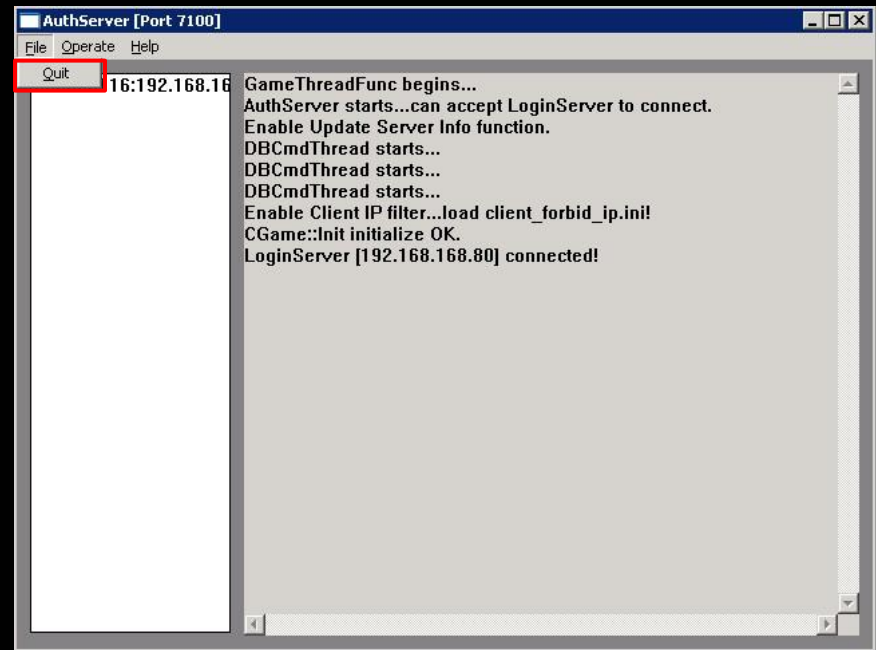 AuthServer [Port 7100]
File Operate Help
Quit
16:192.168.16
GameThreadFunc begins...
AuthServer starts...can accept LoginServer to connect.
Enable Update Server Info function.
DBCmdThread starts...
DBCmdThread starts...
DBCmdThread starts...
Enable Client IP filter...load client_forbid_ip.ini!
CGame::Init initialize OK.
LoginServer [192.168.168.80] connected!